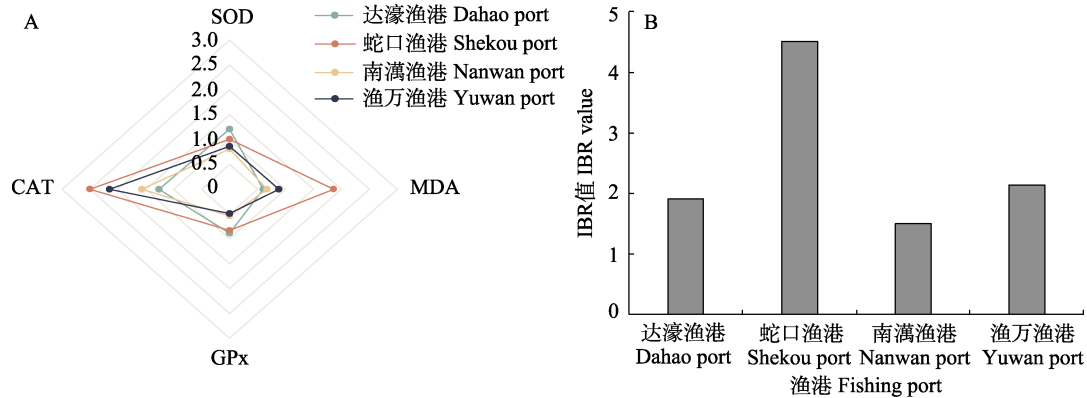 A
SOD
达濠渔港 Dahao port
蛇口渔港 Shekou port
南澫渔港 Nanwan port
渔万渔港 Yuwan port
3.0
2.5
2.0
1.5
1.0
0.5
0
CAT
MDA
GPx
B
IBR值 IBR value
5
4
3
2
1
0
达濠渔港 蛇口渔港 南澫渔港 渔万渔港
Dahao port Shekou port Nanwan port Yuwan port
渔港 Fishing port